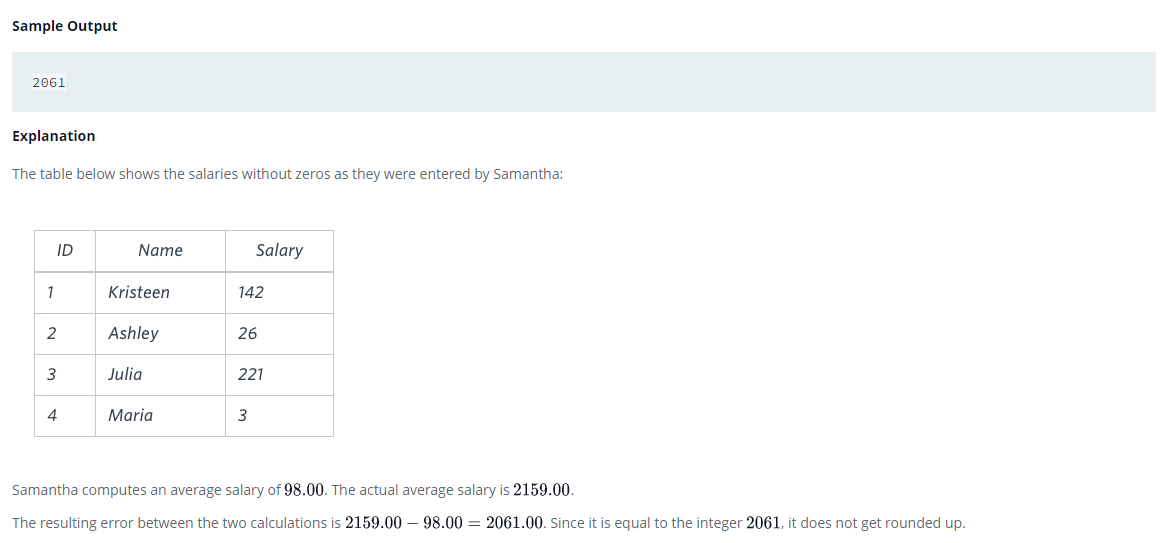 Sample Output
2061
Explanation
The table below shows the salaries without zeros as they were entered by Samantha:
ID Name Salary
1 Kristeen 142
2 Ashley 26
3 Julia 221
4 Maria 3
Samantha computes an average salary of 98.00. The actual average salary is 2159.00.
The resulting error between the two calculations is 2159.00 − 98.00 = 2061.00. Since it is equal to the integer 2061, it does not get rounded up.